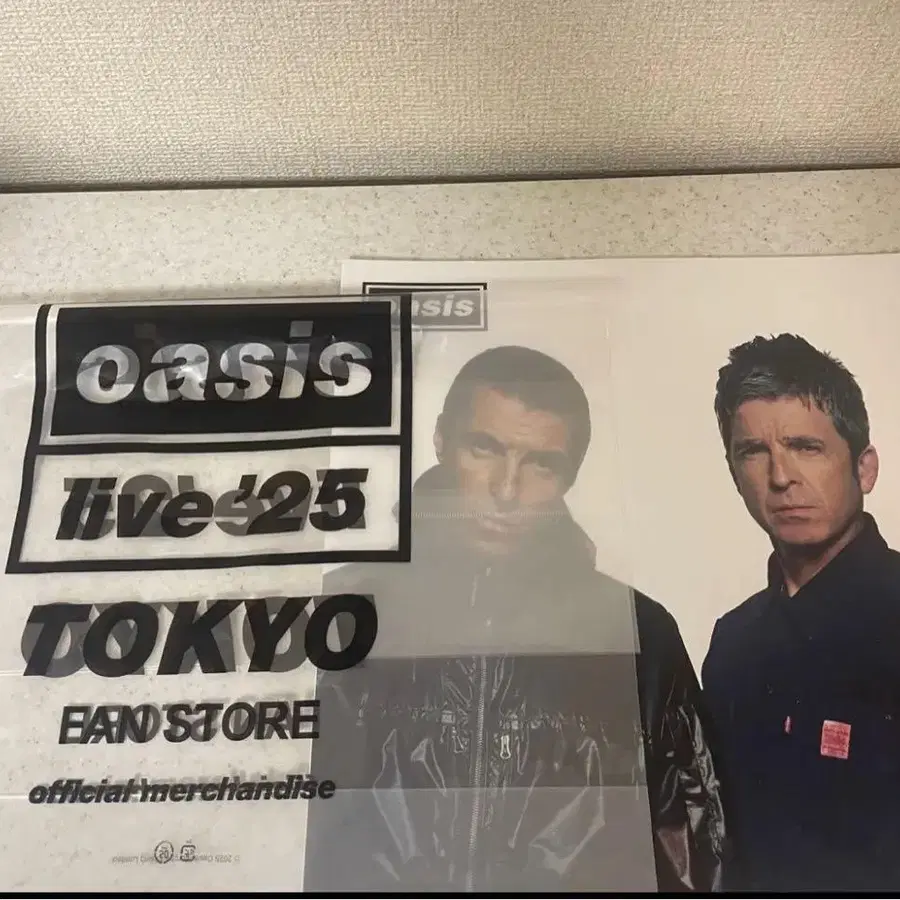 oasis
live '25
TOKYO
FAN STORE
official merchandise
oasis